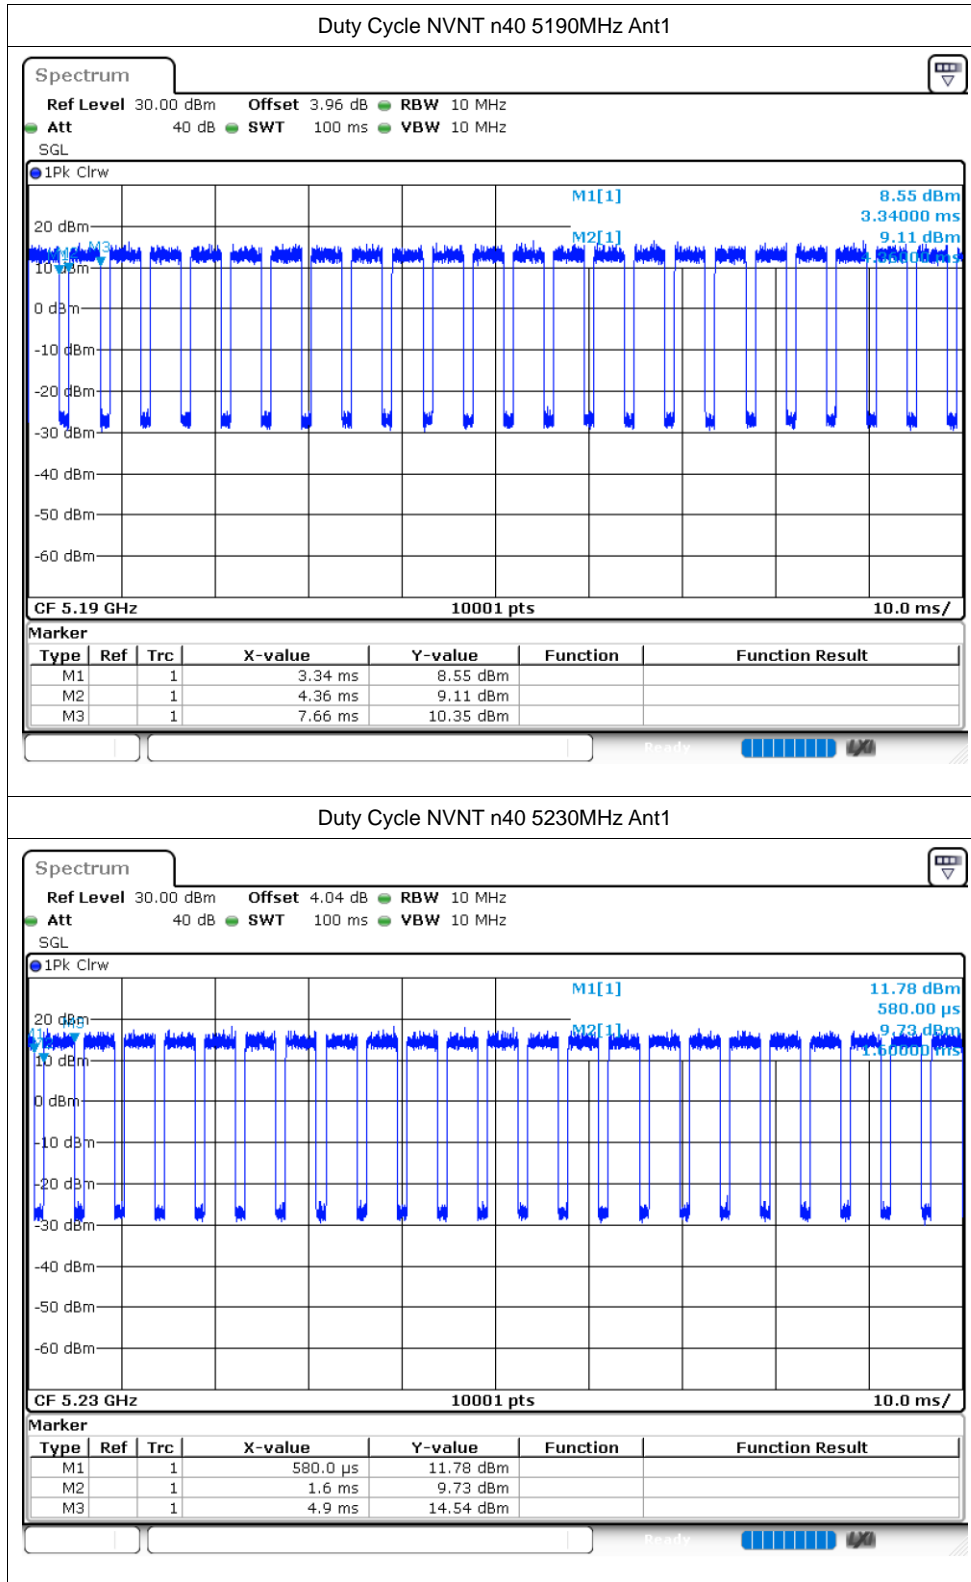 Duty Cycle NVNT n40 5190MHz Ant1
Spectrum
Ref Level 30.00 dBm Offset 3.96 dB RBW 10 MHz
Att 40 dB SWT 100 ms VBW 10 MHz
SGL
1Pk Clrw
M1[1] 8.55 dBm
3.34000 ms
20 dBm
M2[1] 9.11 dBm
M3
4.36000 ms
10 dBm
0 dBm
-10 dBm
-20 dBm
-30 dBm
-40 dBm
-50 dBm
-60 dBm
CF 5.19 GHz 10001 pts 10.0 ms/
Marker
Type Ref Trc X-value Y-value Function Function Result
M1 1 3.34 ms 8.55 dBm
M2 1 4.36 ms 9.11 dBm
M3 1 7.66 ms 10.35 dBm
Ready LXI
Duty Cycle NVNT n40 5230MHz Ant1
Spectrum
Ref Level 30.00 dBm Offset 4.04 dB RBW 10 MHz
Att 40 dB SWT 100 ms VBW 10 MHz
SGL
1Pk Clrw
M1[1] 11.78 dBm
580.00 µs
20 dBm
M3
M1
M2[1] 9.73 dBm
1.60000 ms
10 dBm
0 dBm
-10 dBm
-20 dBm
-30 dBm
-40 dBm
-50 dBm
-60 dBm
CF 5.23 GHz 10001 pts 10.0 ms/
Marker
Type Ref Trc X-value Y-value Function Function Result
M1 1 580.0 µs 11.78 dBm
M2 1 1.6 ms 9.73 dBm
M3 1 4.9 ms 14.54 dBm
Ready LXI